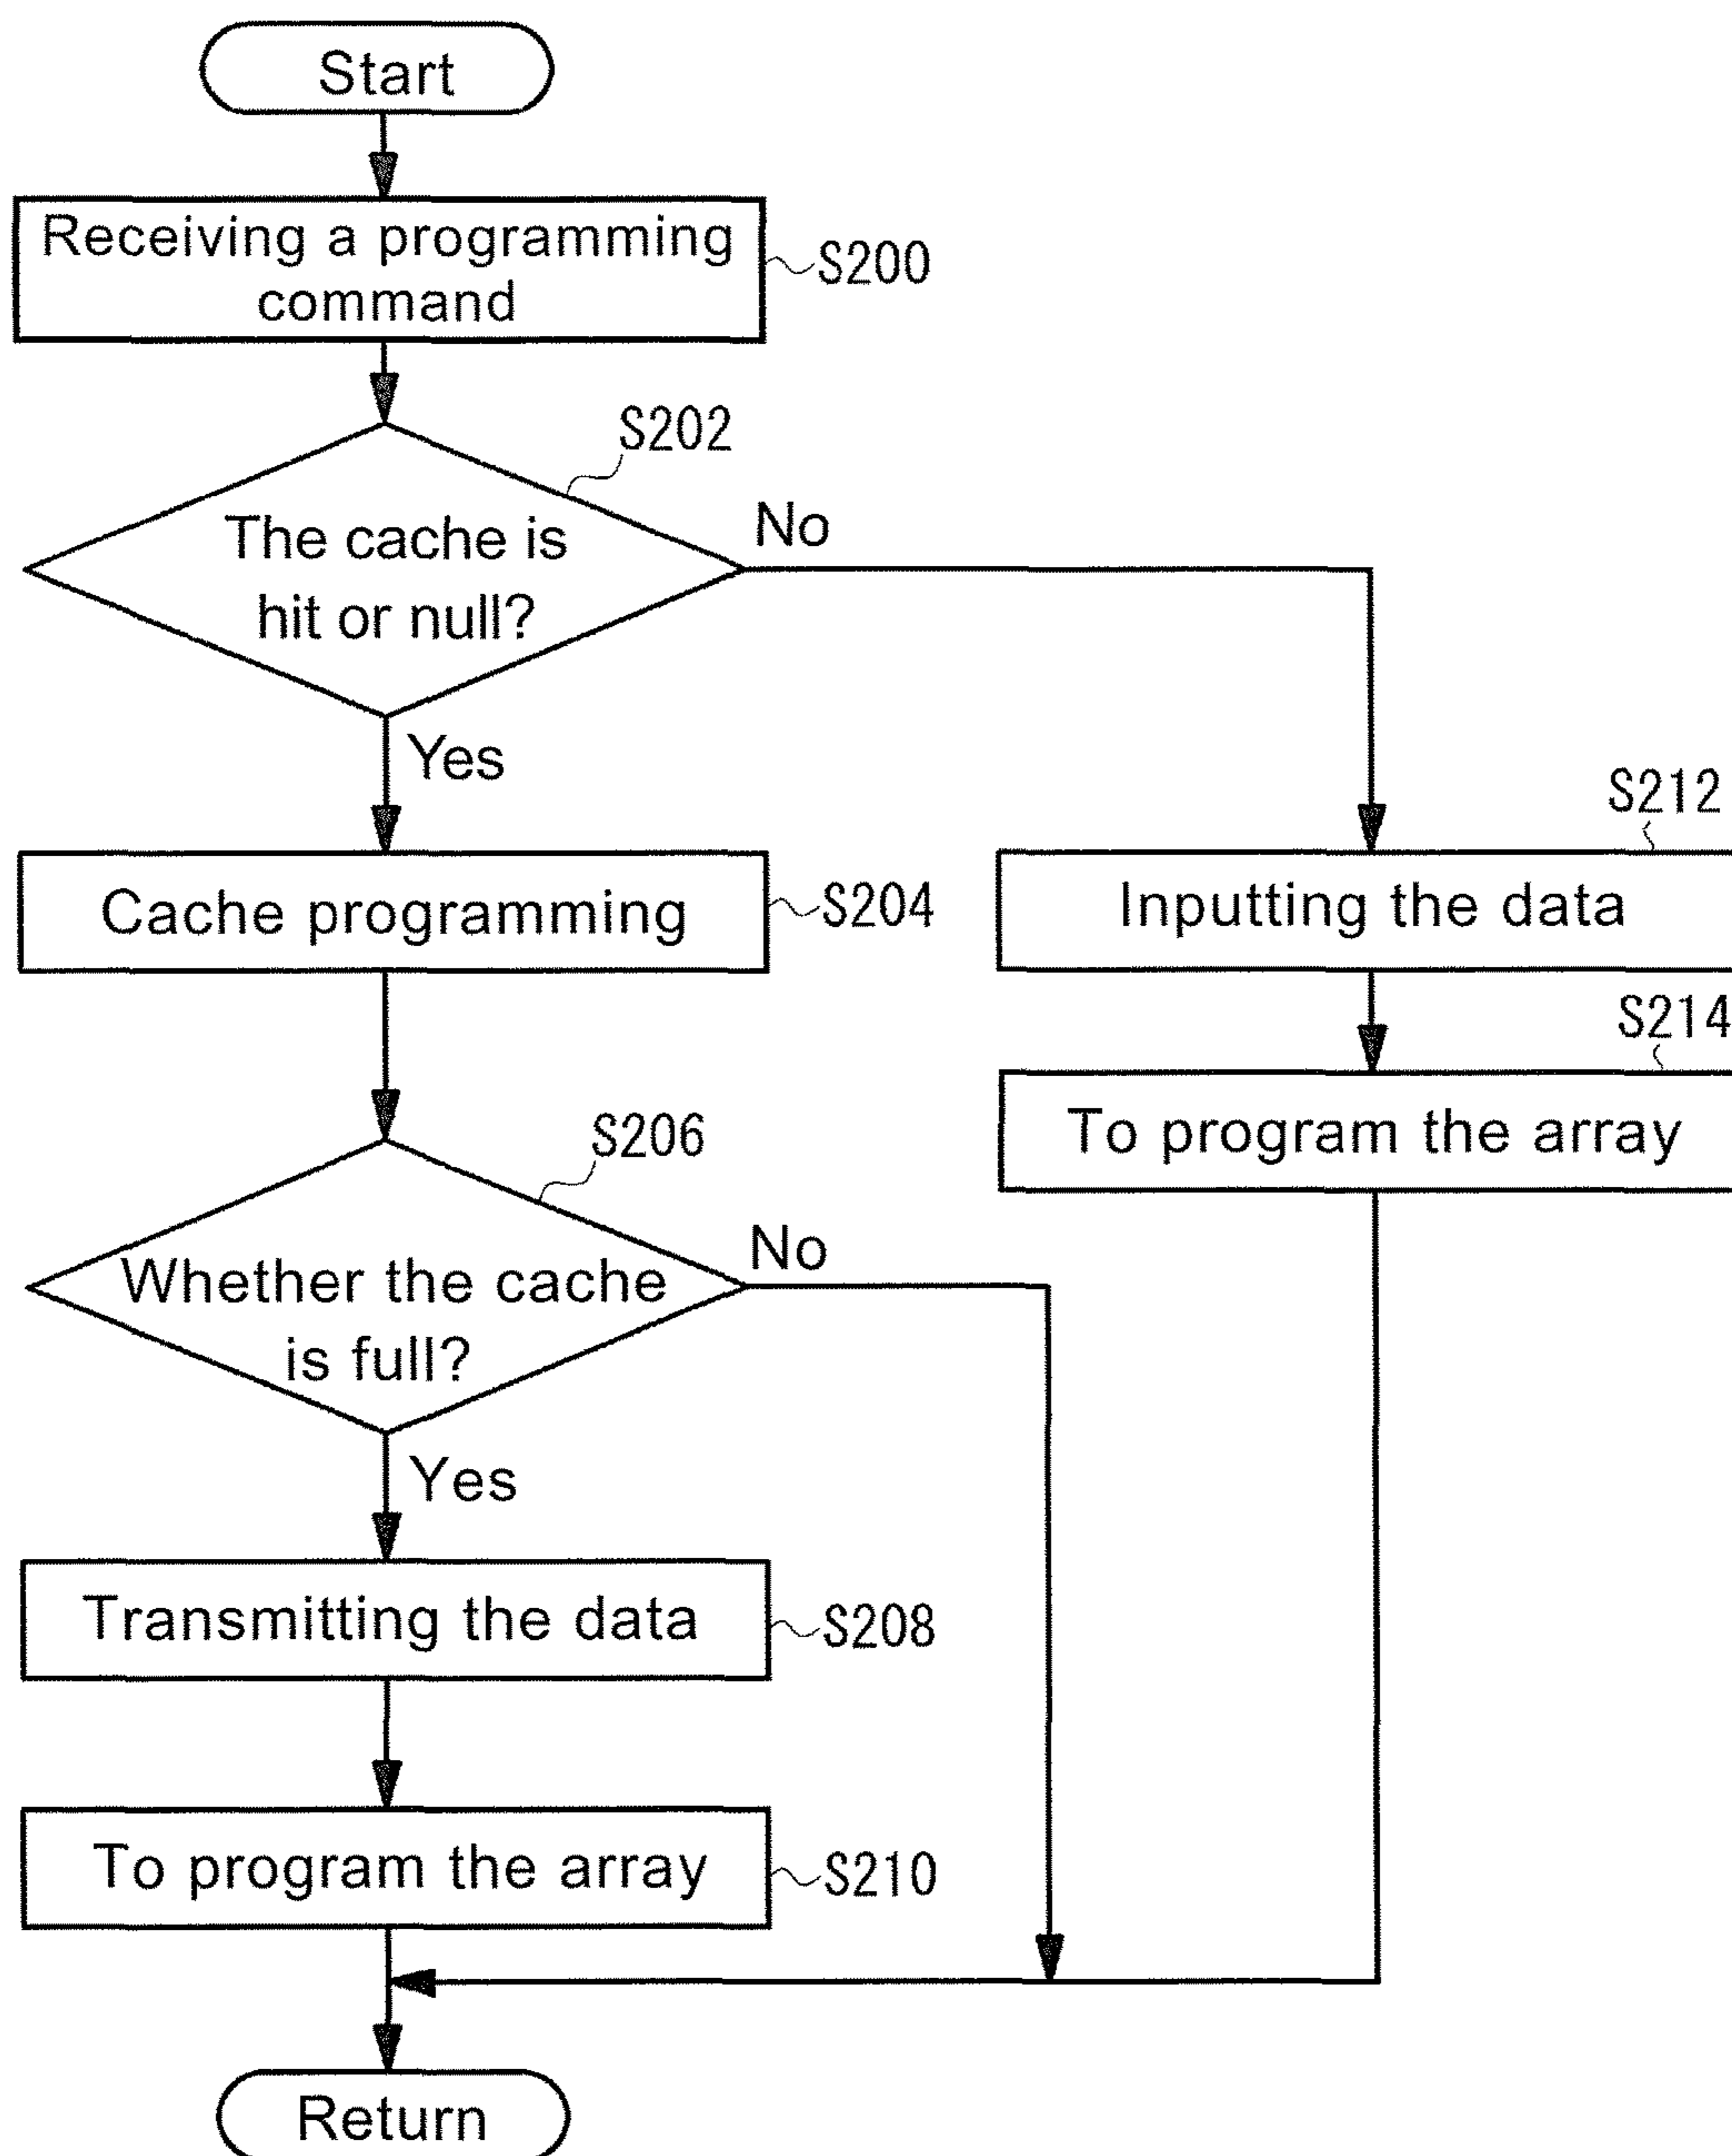 Start
Receiving a programming
command
S200
S202
The cache is
hit or null?
No
Yes
S212
Cache programming
S204
Inputting the data
S214
To program the array
S206
Whether the cache
is full?
No
Yes
Transmitting the data
S208
To program the array
S210
Return